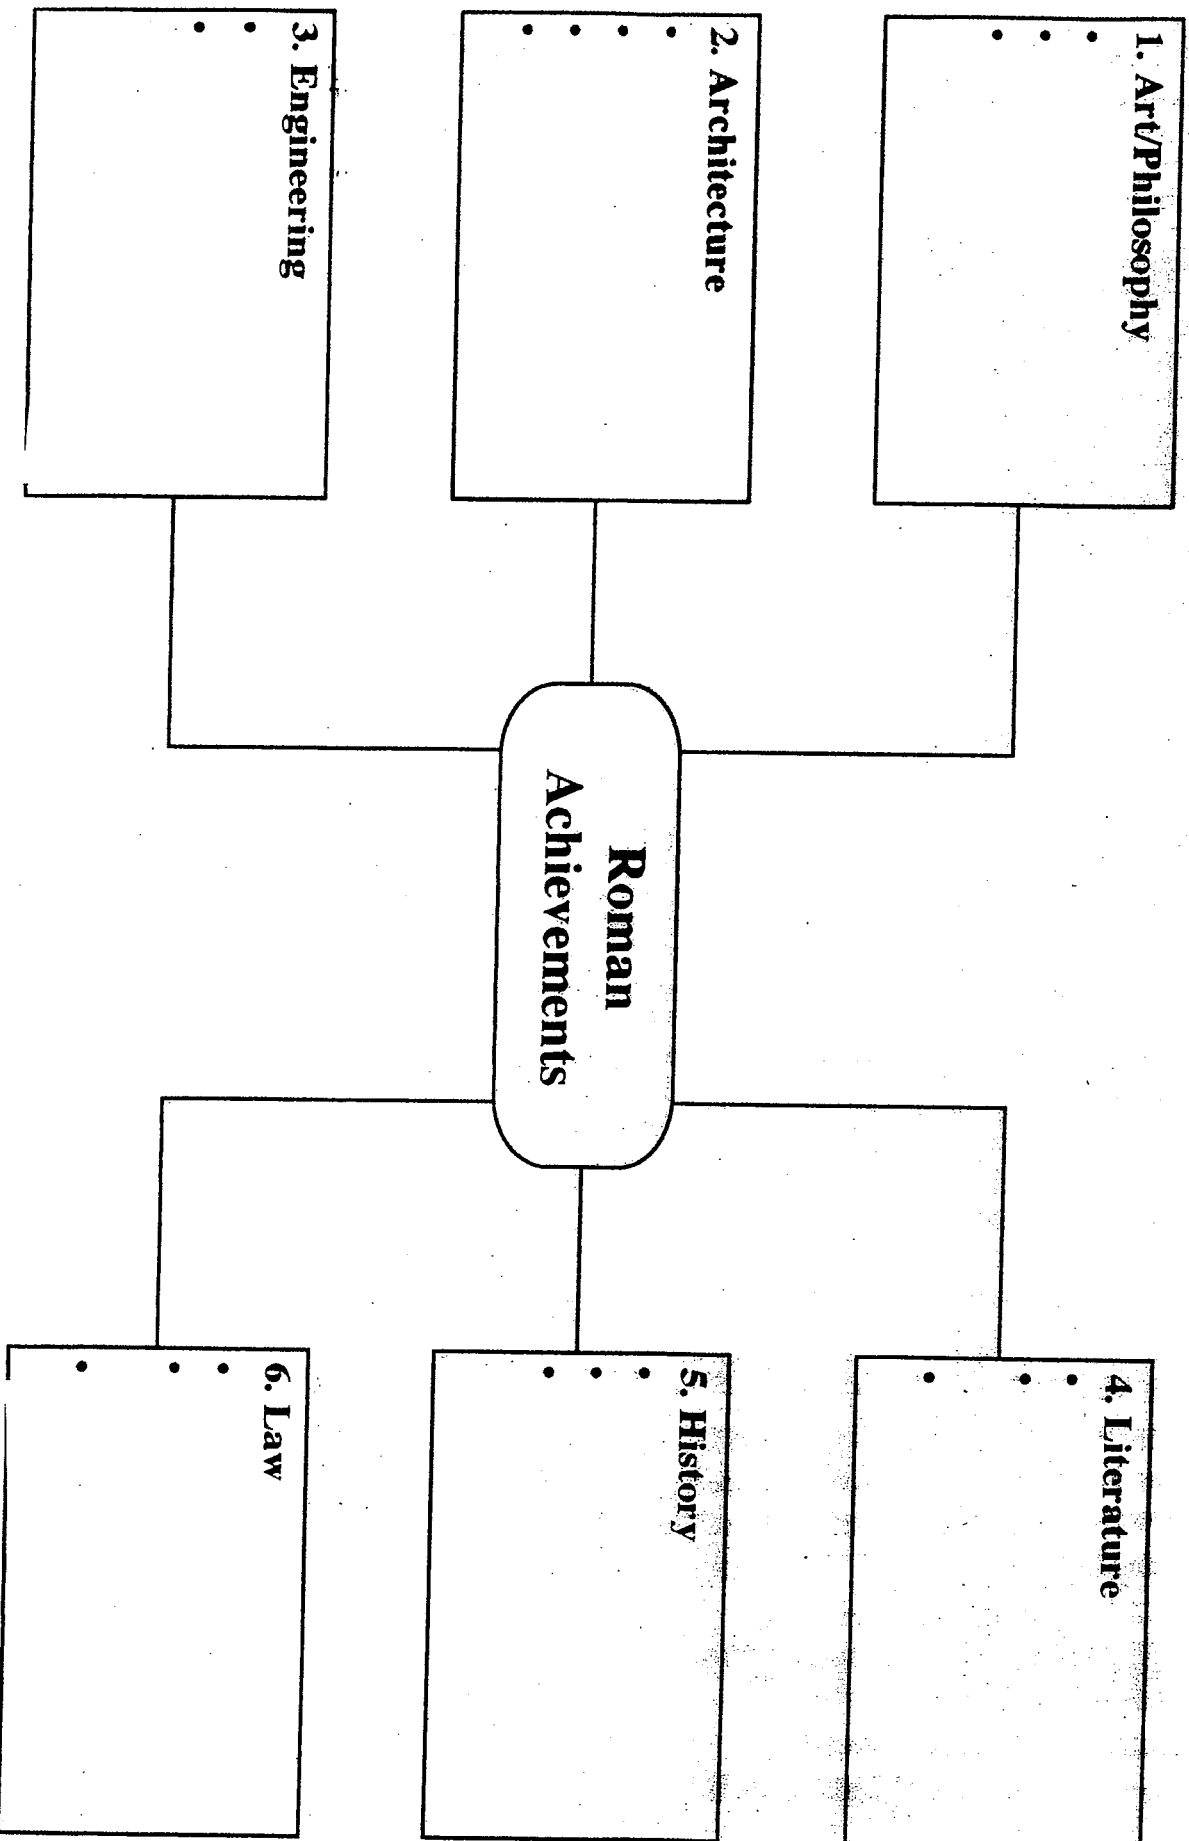 1. Art/Philosophy
•
•
•
2. Architecture
•
•
•
•
3. Engineering
•
•
Roman
Achievements
4. Literature
•
•
•
5. History
•
•
•
6. Law
•
•
•